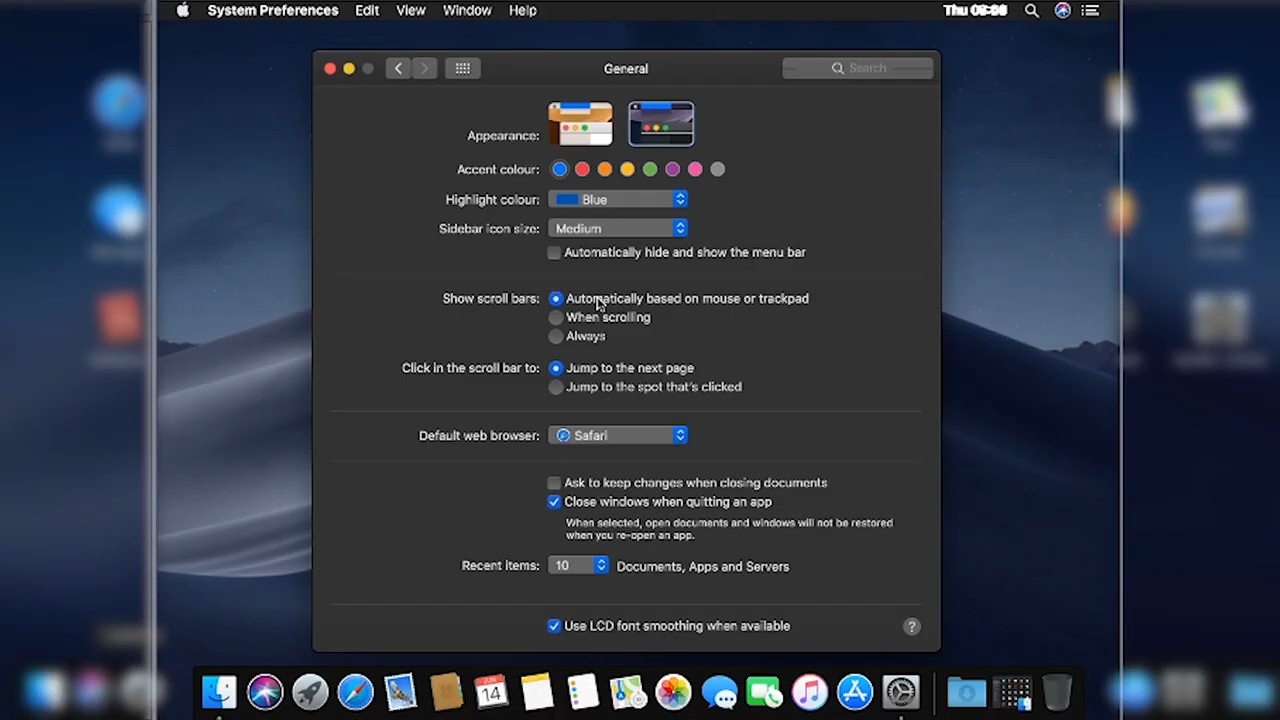 System Preferences Edit View Window Help Thu
General Search
Appearance:
Accent colour:
Highlight colour: Blue
Sidebar icon size: Medium
Automatically hide and show the menu bar
Show scroll bars: Automatically based on mouse or trackpad
When scrolling
Always
Click in the scroll bar to: Jump to the next page
Jump to the spot that's clicked
Default web browser: Safari
Ask to keep changes when closing documents
Close windows when quitting an app
When selected, open documents and windows will not be restored
when you re-open an app.
Recent items: 10 Documents, Apps and Servers
Use LCD font smoothing when available ?
JUN
14